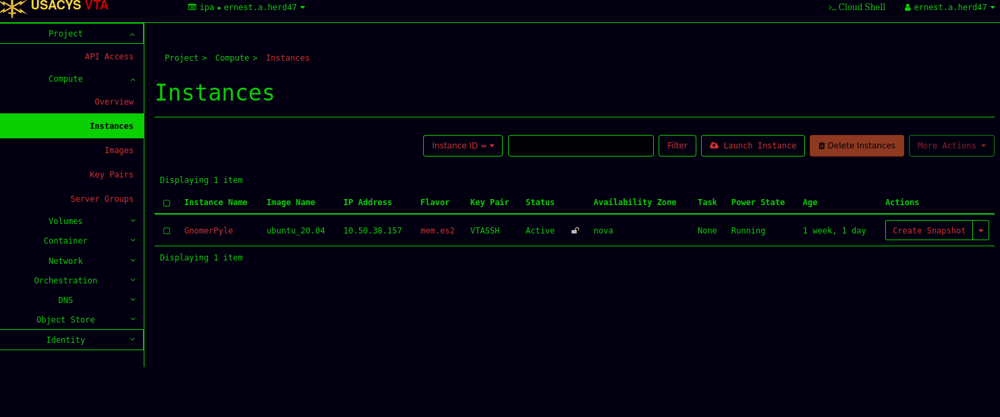 USACYS VTA
ipa • ernest.a.herd47
>_ Cloud Shell
ernest.a.herd47
Project
API Access
Compute
Overview
Instances
Images
Key Pairs
Server Groups
Volumes
Container
Network
Orchestration
DNS
Object Store
Identity
Project > Compute > Instances
Instances
Instance ID = Filter Launch Instance Delete Instances More Actions
Displaying 1 item
Instance Name Image Name IP Address Flavor Key Pair Status Availability Zone Task Power State Age Actions
GnomerPyle ubuntu_20.04 10.50.38.157 mem.es2 VTASSH Active nova None Running 1 week, 1 day Create Snapshot
Displaying 1 item